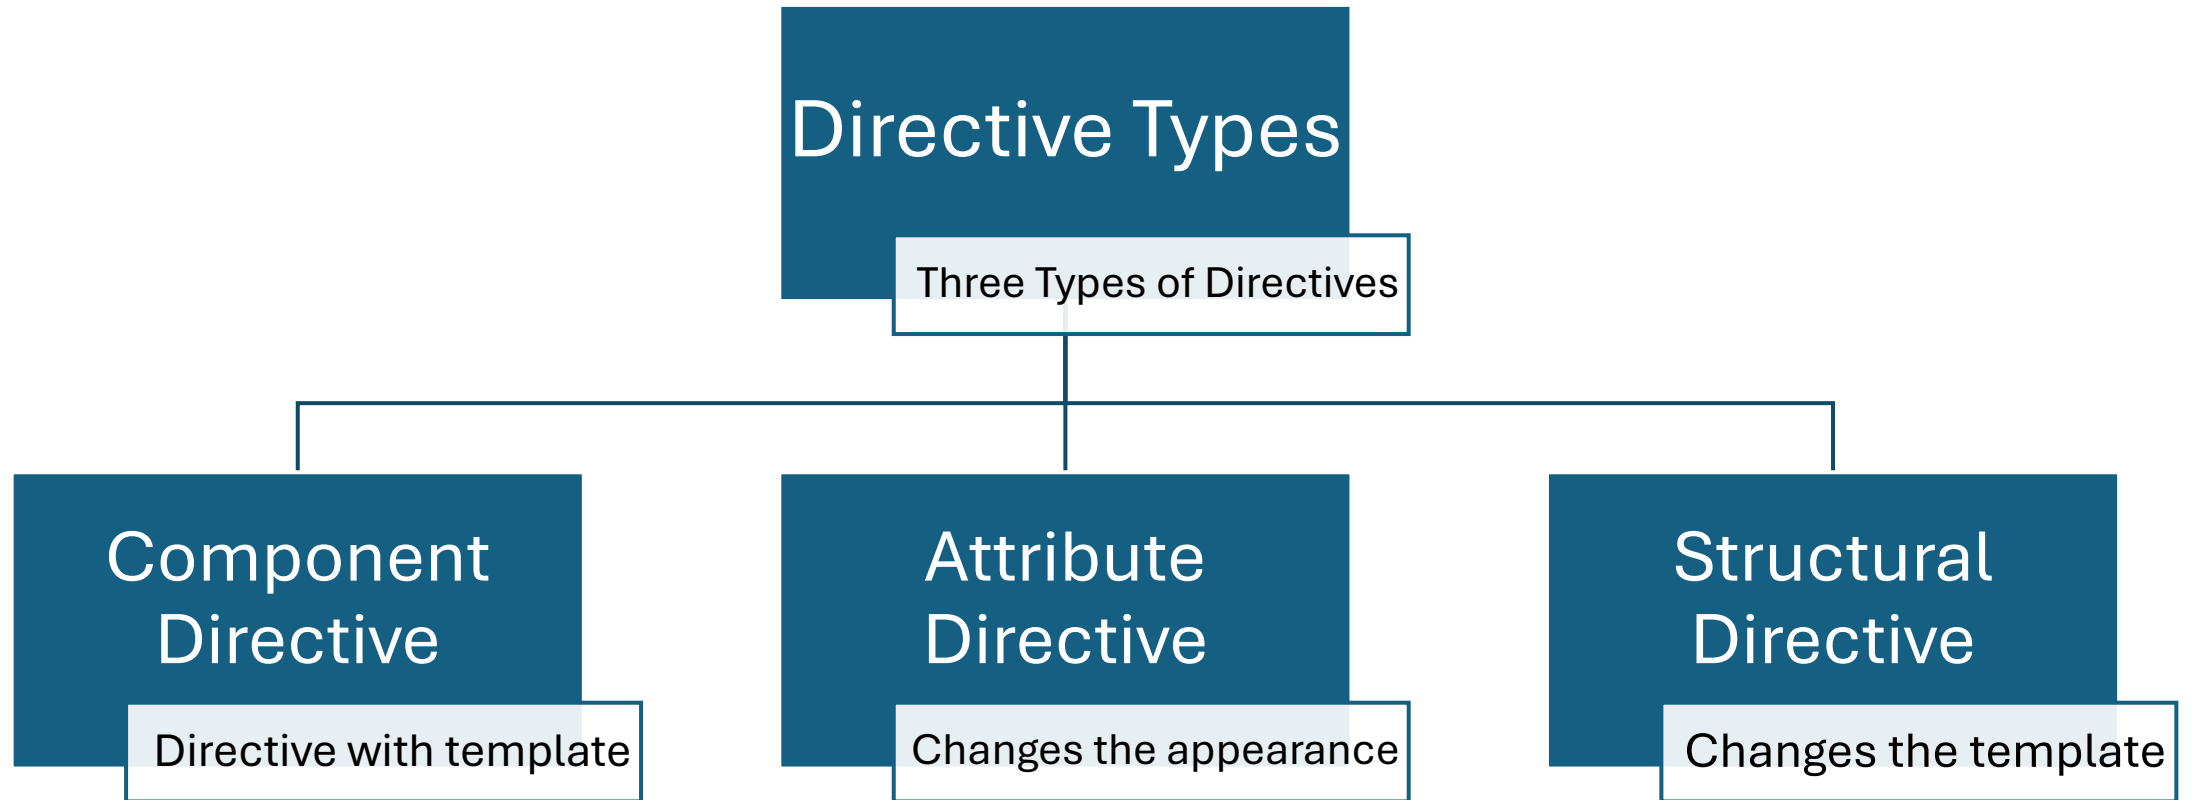 Directive Types
Three Types of Directives
Component
Directive
Directive with template
Attribute
Directive
Changes the appearance
Structural
Directive
Changes the template